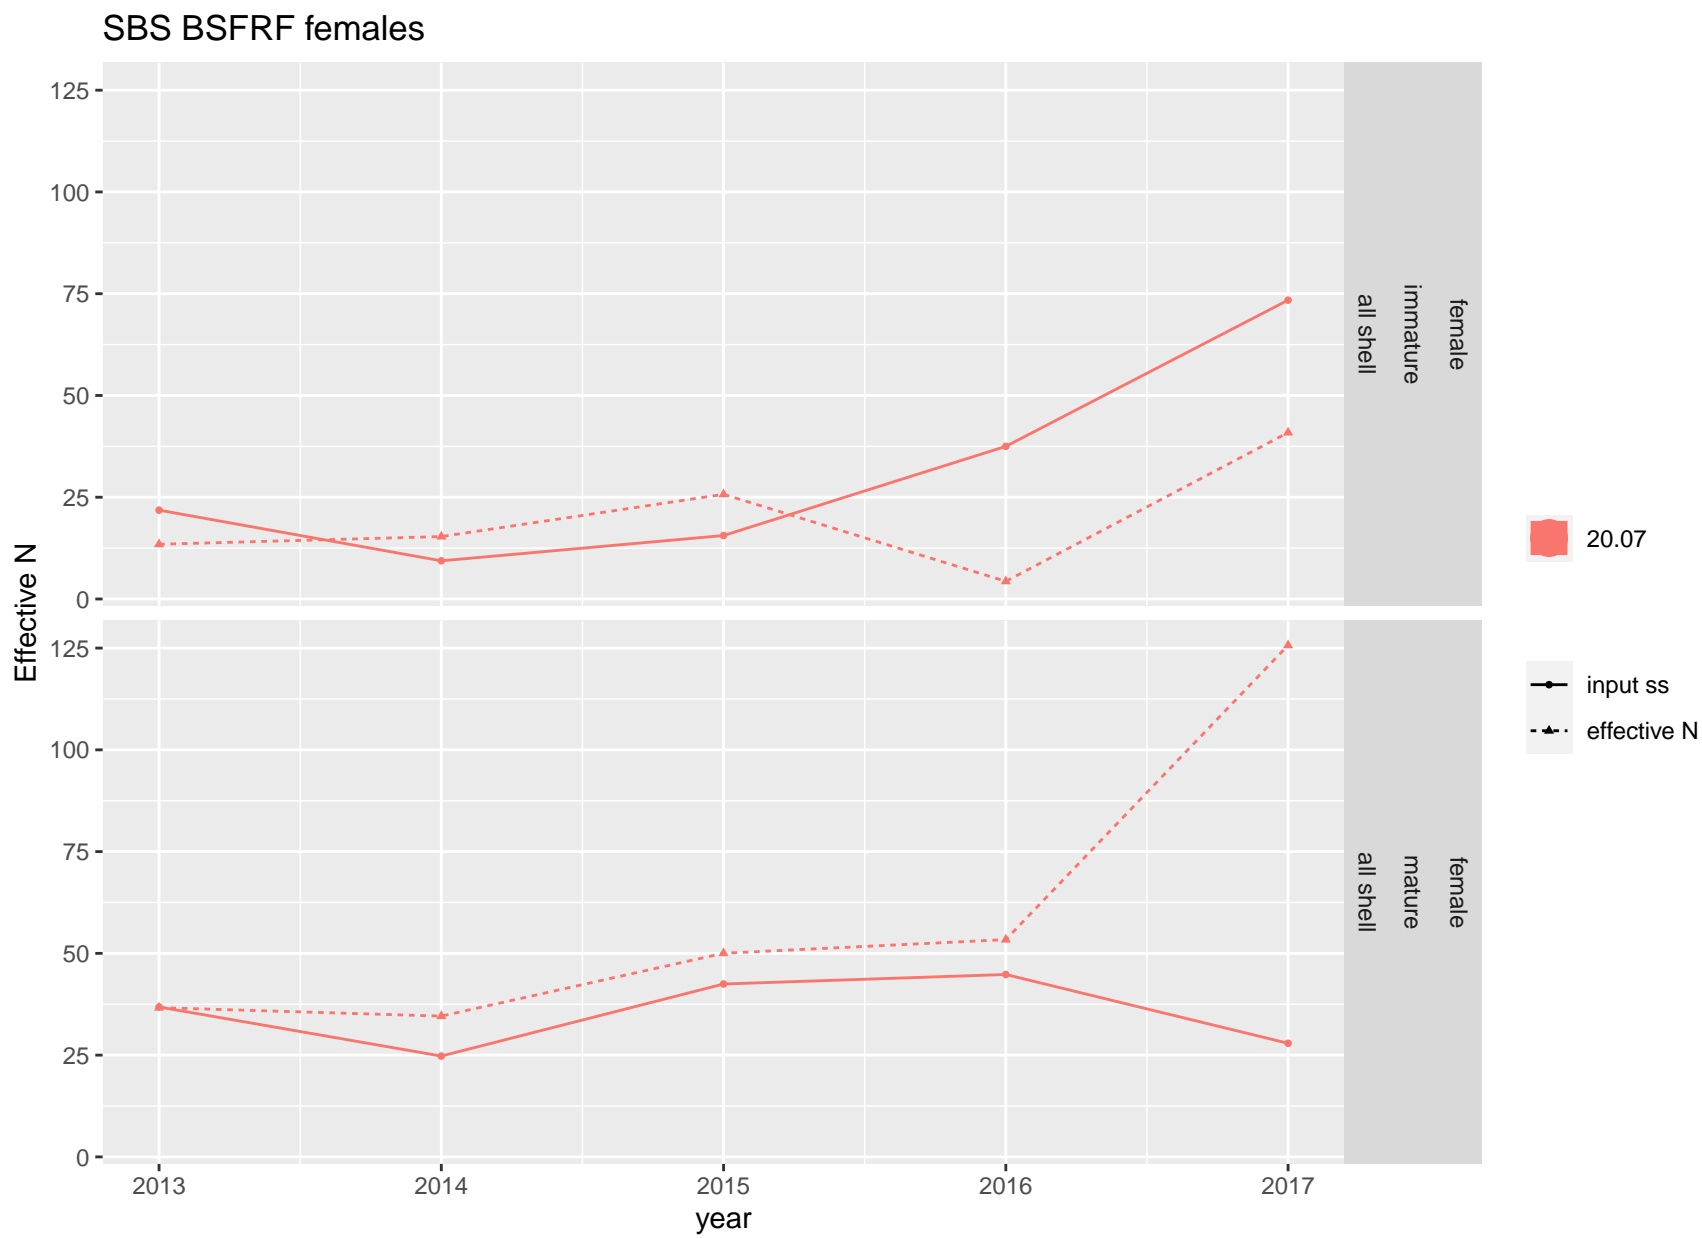 SBS BSFRF females
Effective N
125
100
75
50
25
0
female
immature
all shell
125
100
75
50
25
0
female
mature
all shell
2013 2014 2015 2016 2017
year
20.07
input ss
effective N